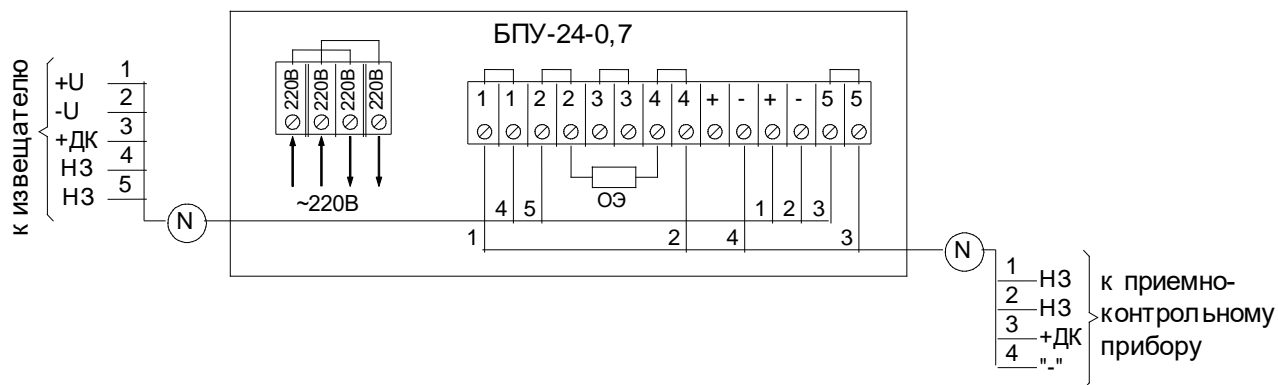 БПУ-24-0,7
к извещателю
+U 1
-U 2
+ДК 3
НЗ 4
НЗ 5
N
220В 220В 220В 220В
~220В
1 1 2 2 3 3 4 4 + - + - 5 5
ОЭ
4 5 1 2 3
1 2 4 3
N
1 НЗ
2 НЗ
3 +ДК
4 "-"
к приемно-
контрольному
прибору